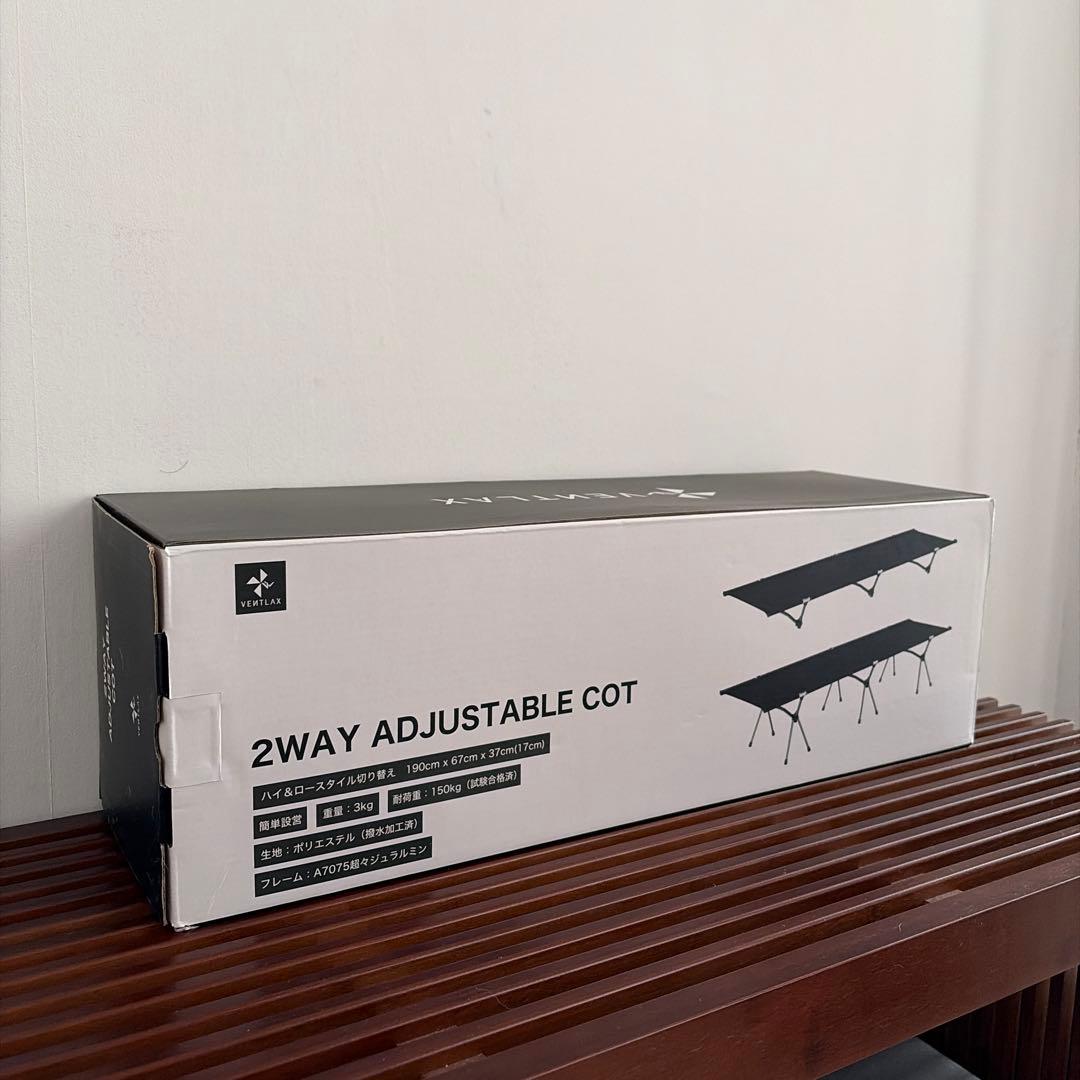 VENTLAX
VENTLAX
2WAY ADJUSTABLE COT
ハイ＆ロースタイル切り替え 190cm x 67cm x 37cm(17cm)
簡単設営 重量：3kg 耐荷重：150kg（試験合格済）
生地：ポリエステル（撥水加工済）
フレーム：A7075超々ジュラルミン
2WAY
ADJUSTABLE
COT